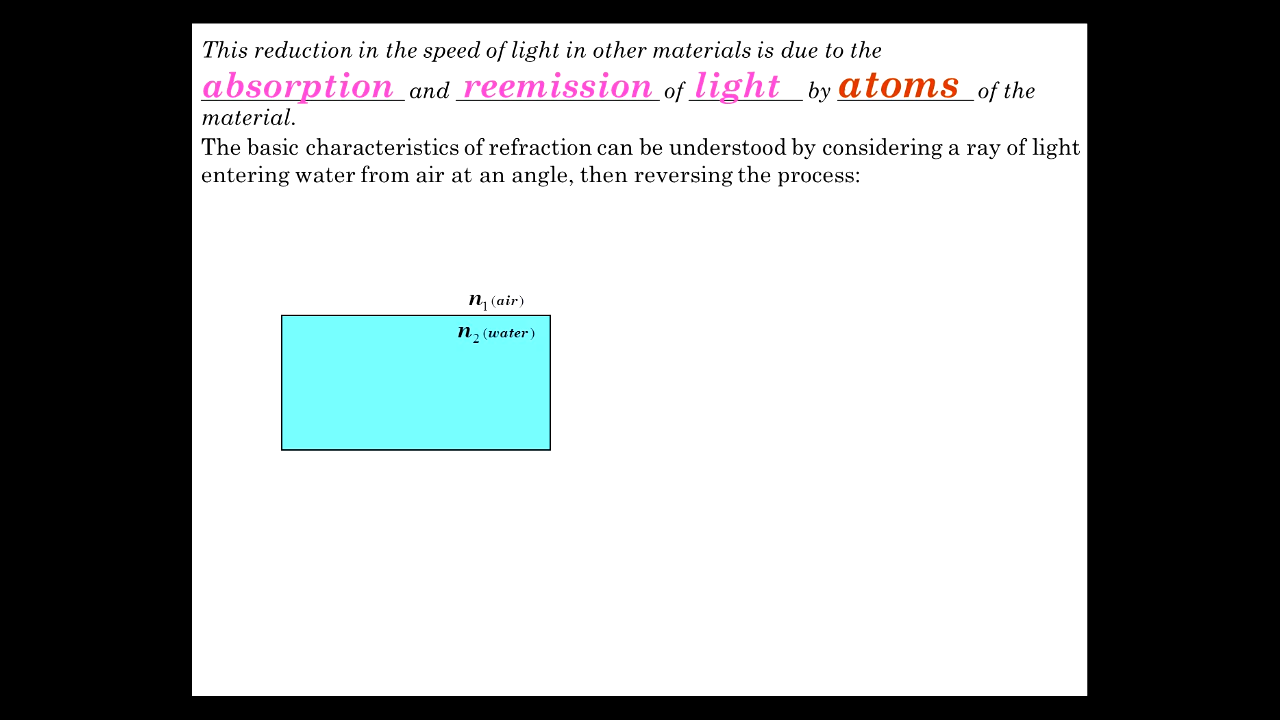 This reduction in the speed of light in other materials is due to the
absorption and reemission of light by atoms of the
material.
The basic characteristics of refraction can be understood by considering a ray of light
entering water from air at an angle, then reversing the process:
n1 (air)
n2 (water)